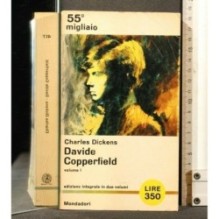 55°
migliaio
Charles Dickens
Davide
Copperfield
volume I
edizione integrale in due volumi
LIRE
350
Mondadori